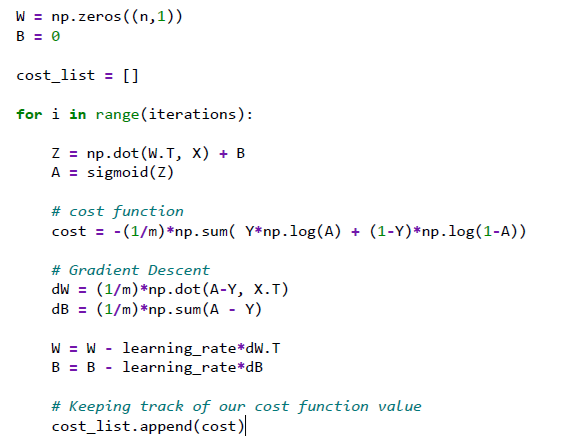 W = np.zeros((n,1))
B = 0
cost_list = []
for i in range(iterations):
Z = np.dot(W.T, X) + B
A = sigmoid(Z)
# cost function
cost = -(1/m)*np.sum( Y*np.log(A) + (1-Y)*np.log(1-A))
# Gradient Descent
dW = (1/m)*np.dot(A-Y, X.T)
dB = (1/m)*np.sum(A - Y)
W = W - learning_rate*dW.T
B = B - learning_rate*dB
# Keeping track of our cost function value
cost_list.append(cost)